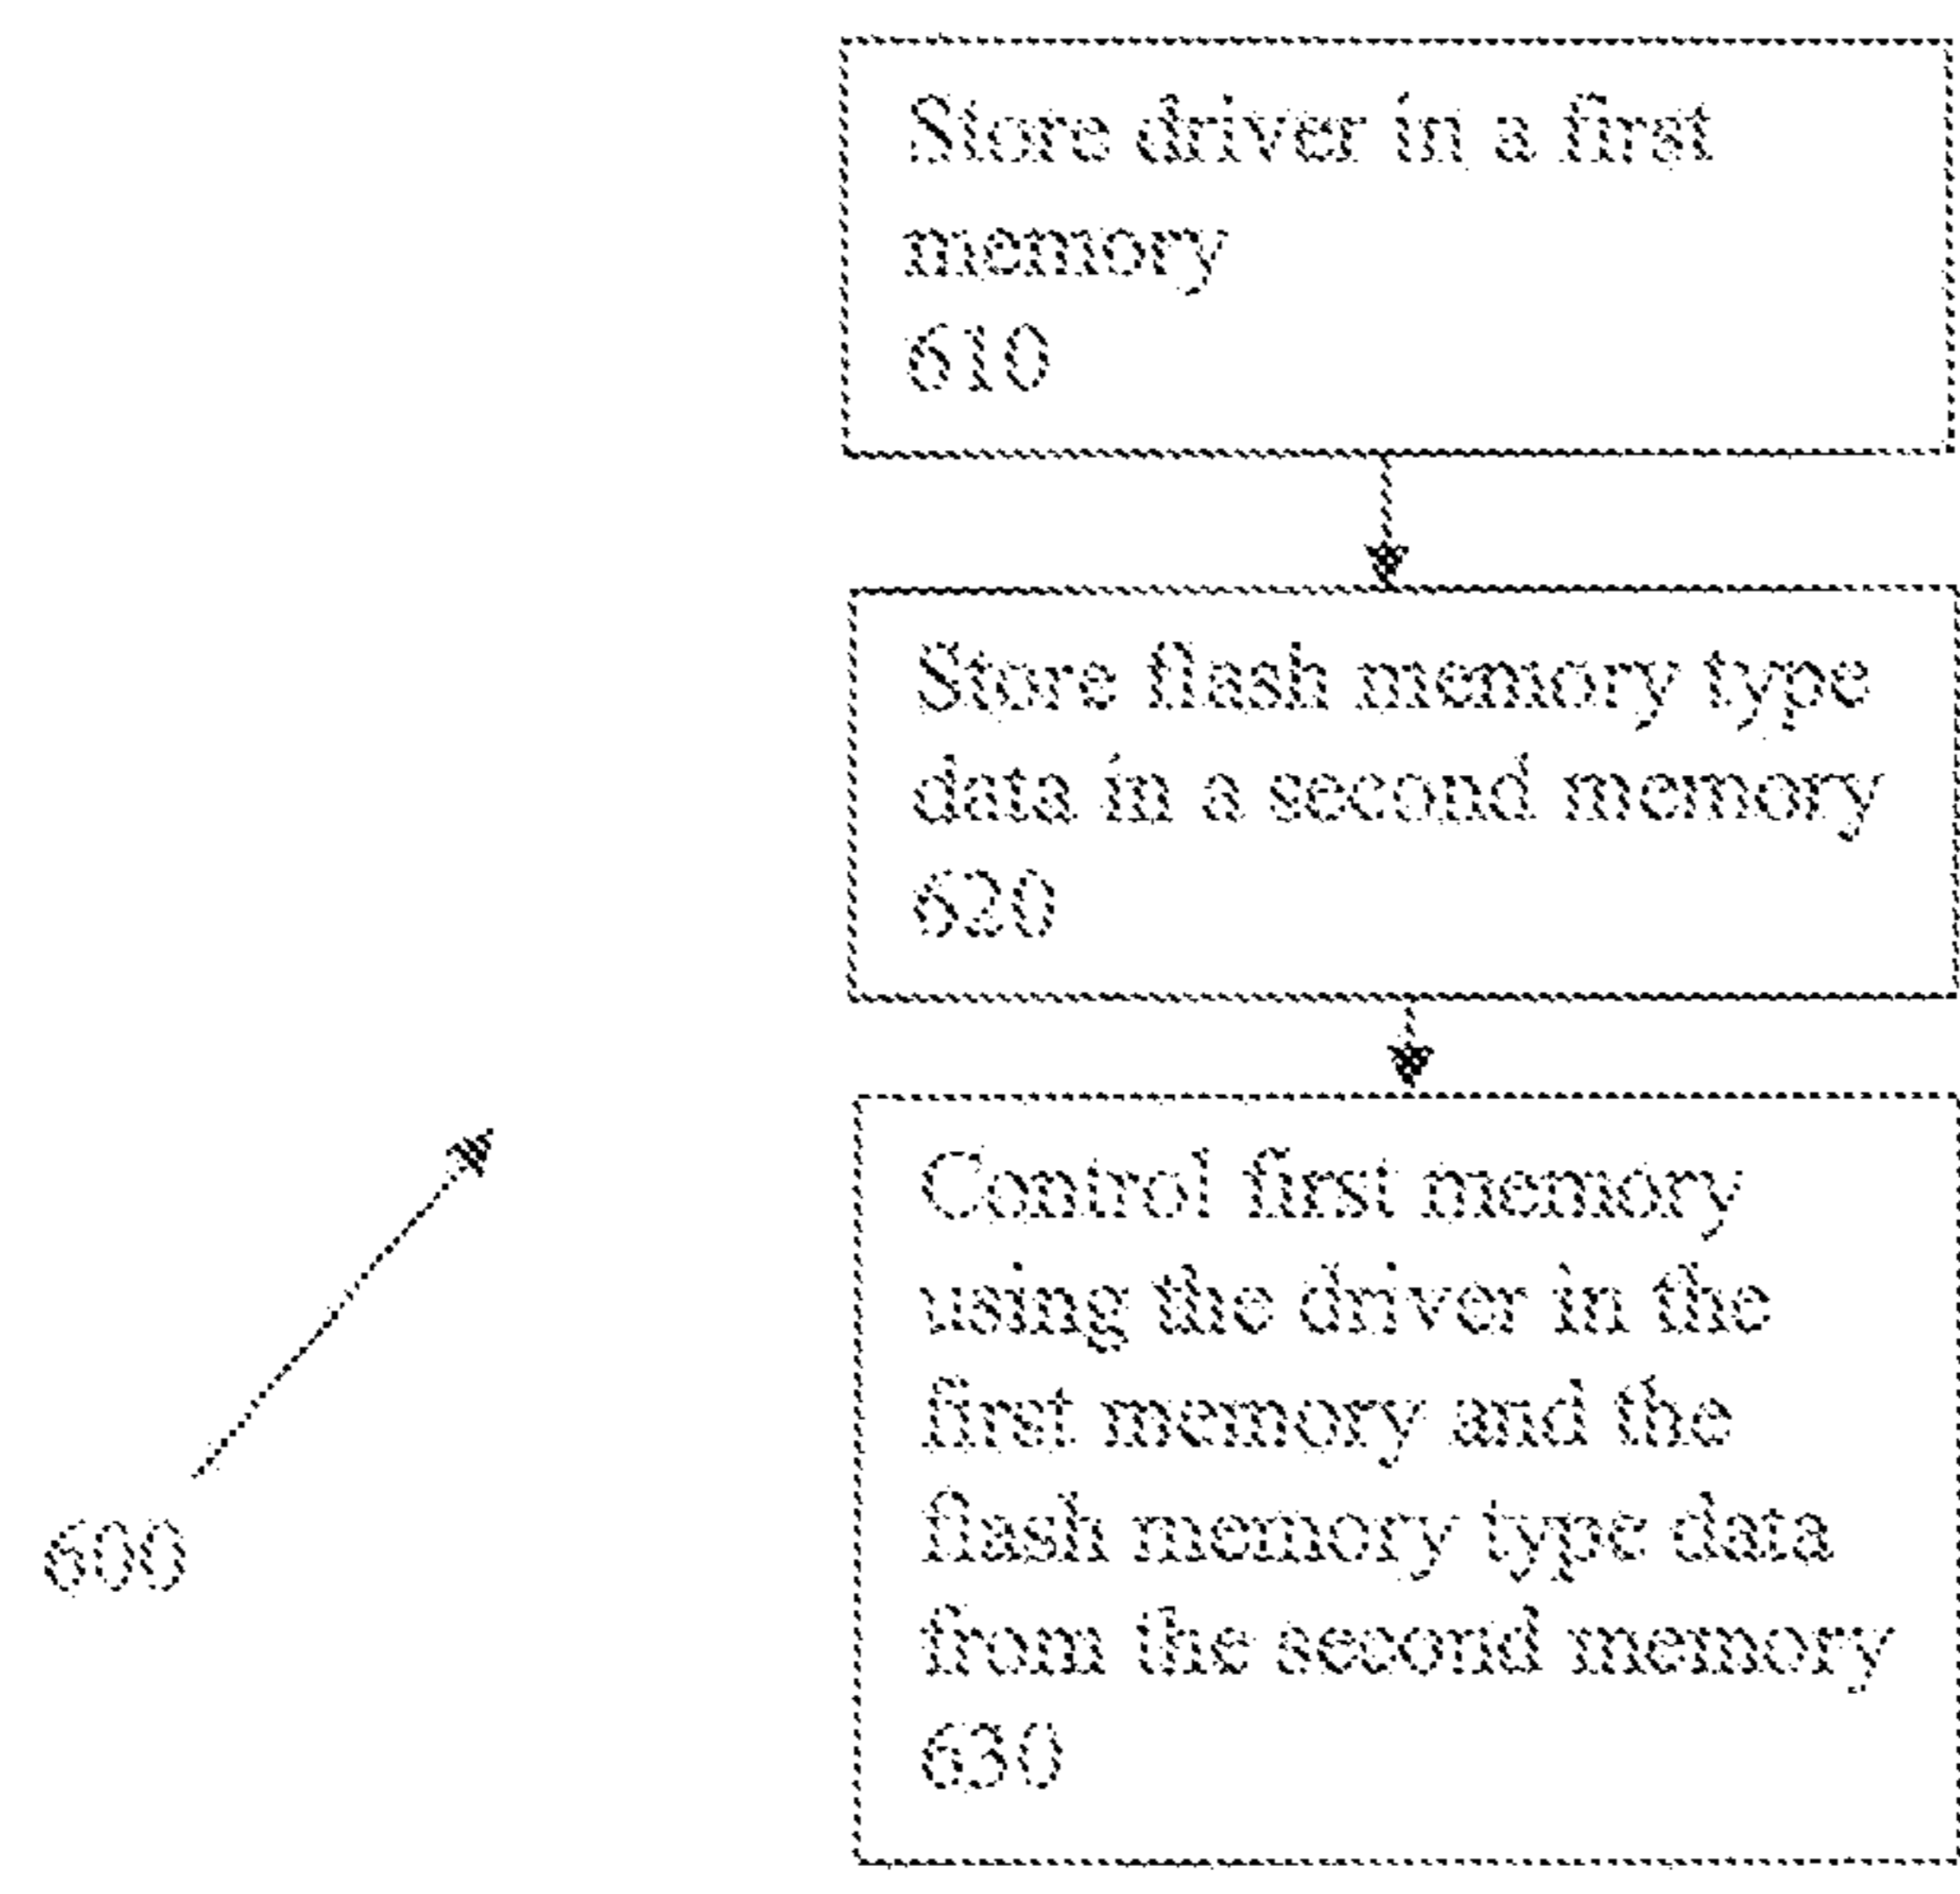 Store driver in a first
memory
610
Store flash memory type
data in a second memory
620
Control first memory
using the driver in the
first memory and the
flash memory type data
from the second memory
630
600